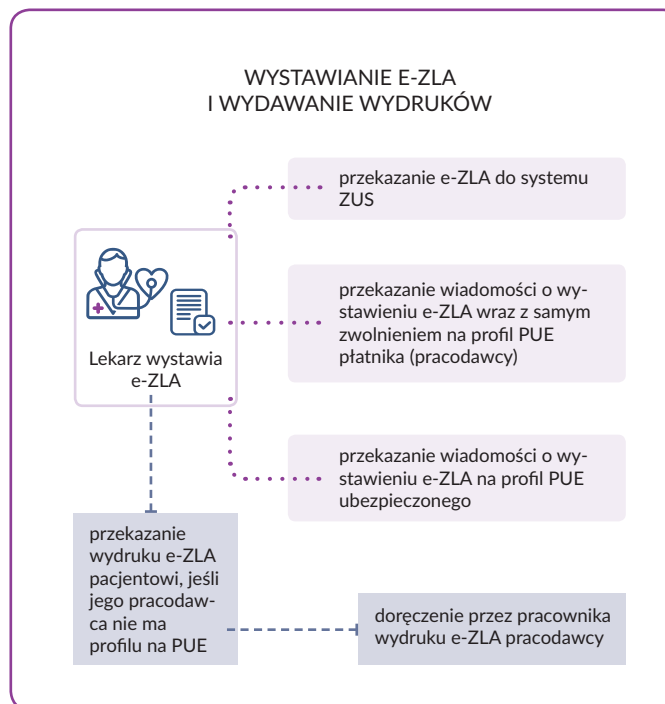 WYSTAWIANIE E-ZLA
I WYDAWANIE WYDRUKÓW
przekazanie e-ZLA do systemu
ZUS
Lekarz wystawia
e-ZLA
przekazanie wiadomości o wy-
stawieniu e-ZLA wraz z samym
zwolnieniem na profil PUE
płatnika (pracodawcy)
przekazanie wiadomości o wy-
stawieniu e-ZLA na profil PUE
ubezpieczonego
przekazanie
wydruku e-ZLA
pacjentowi, jeśli
jego pracodaw-
ca nie ma
profilu na PUE
doręczenie przez pracownika
wydruku e-ZLA pracodawcy